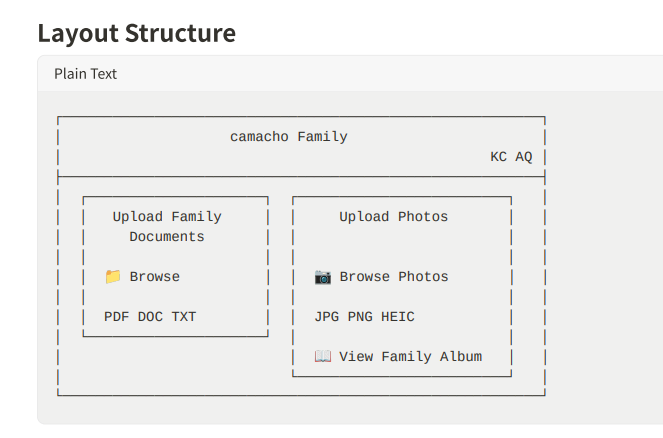 Layout Structure
Plain Text
camacho Family
KC AQ
Upload Family
Documents
📁 Browse
PDF DOC TXT
Upload Photos
📷 Browse Photos
JPG PNG HEIC
📖 View Family Album